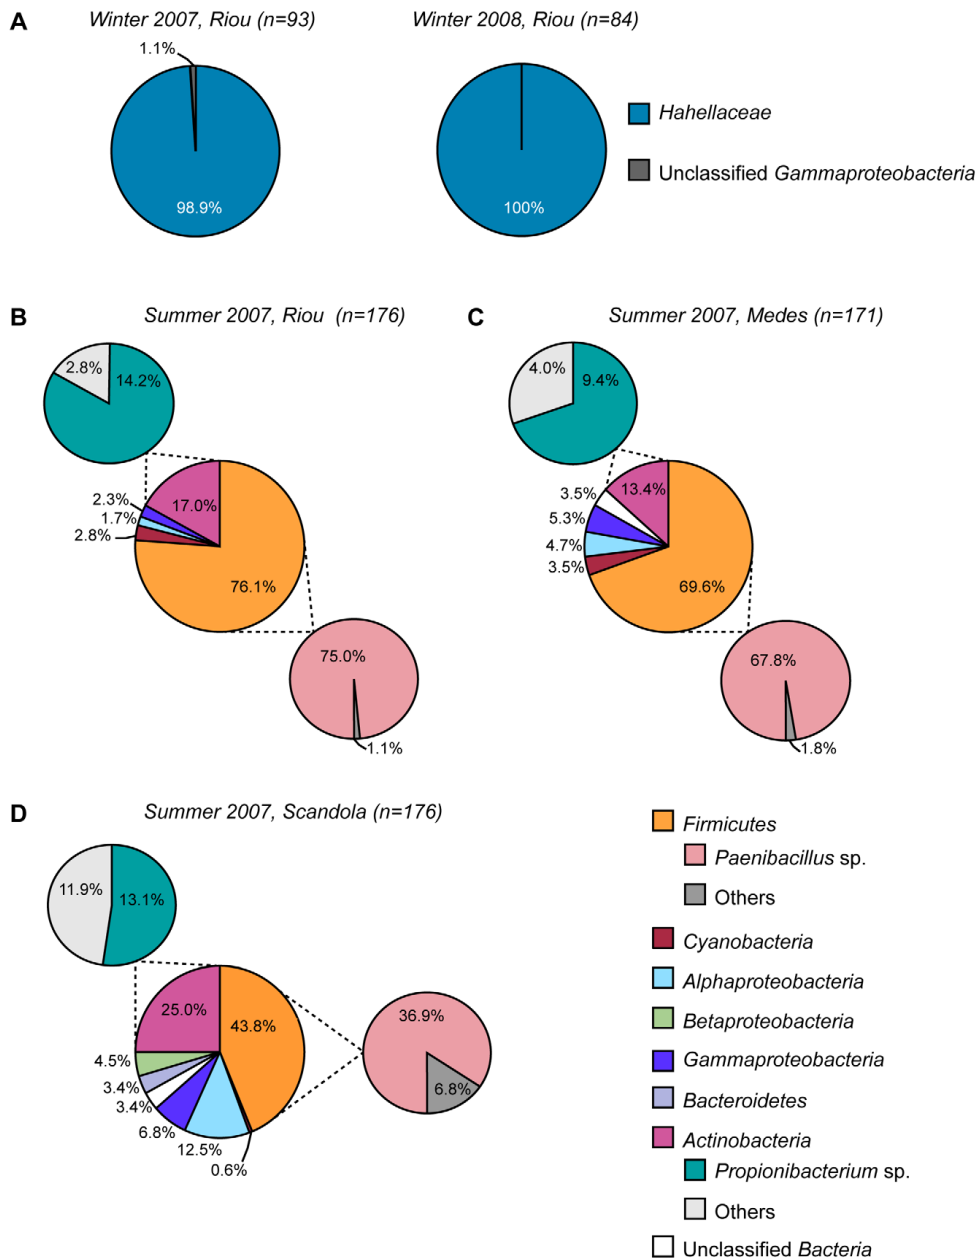 A
Winter 2007, Riou (n=93)
Winter 2008, Riou (n=84)
1.1%
98.9%
100%
Hahellaceae
Unclassified Gammaproteobacteria
B
Summer 2007, Riou (n=176)
2.8%
14.2%
17.0%
2.3%
1.7%
2.8%
76.1%
75.0%
1.1%
C
Summer 2007, Medes (n=171)
4.0%
9.4%
3.5%
13.4%
5.3%
4.7%
3.5%
69.6%
67.8%
1.8%
D
Summer 2007, Scandola (n=176)
11.9%
13.1%
25.0%
43.8%
4.5%
3.4%
3.4%
6.8%
12.5%
0.6%
36.9%
6.8%
Firmicutes
Paenibacillus sp.
Others
Cyanobacteria
Alphaproteobacteria
Betaproteobacteria
Gammaproteobacteria
Bacteroidetes
Actinobacteria
Propionibacterium sp.
Others
Unclassified Bacteria